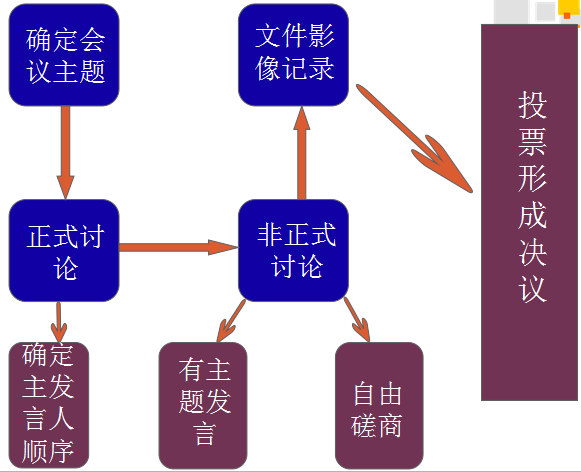 确定会
议主题
文件影
像记录
投
票
形
成
决
议
正式讨
论
非正式
讨论
确定
主发
言人
顺序
有主
题发
言
自由
磋商